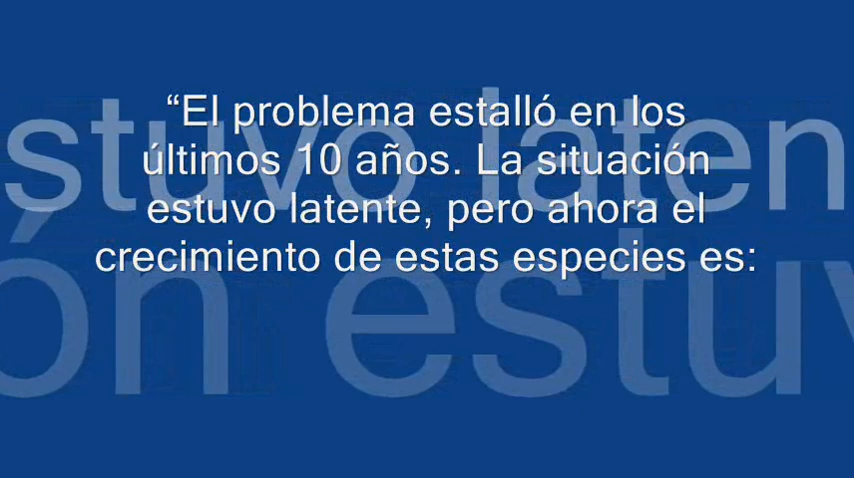 “El problema estalló en los
últimos 10 años. La situación
estuvo latente, pero ahora el
crecimiento de estas especies es:
stuvo laten
ón estuv